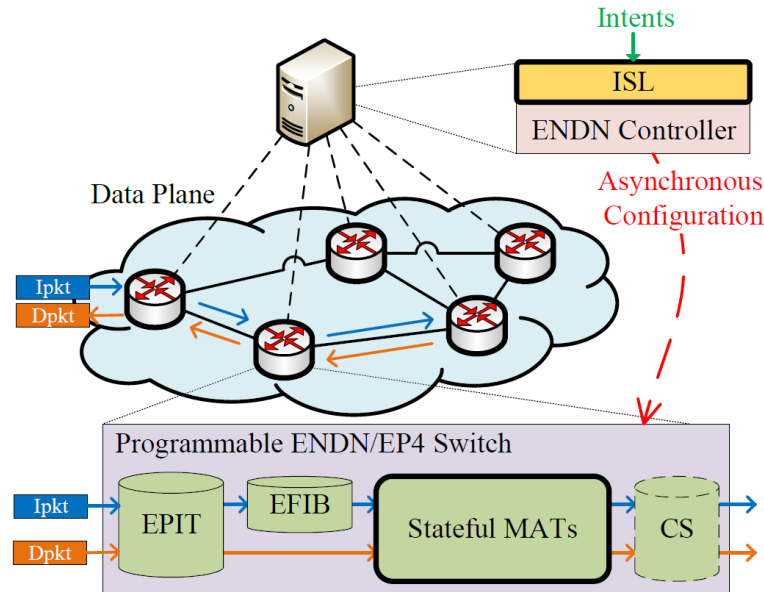 Intents
ISL
ENDN Controller
Asynchronous
Configuration
Data Plane
Ipkt
Dpkt
Programmable ENDN/EP4 Switch
Ipkt
Dpkt
EPIT
EFIB
Stateful MATs
CS